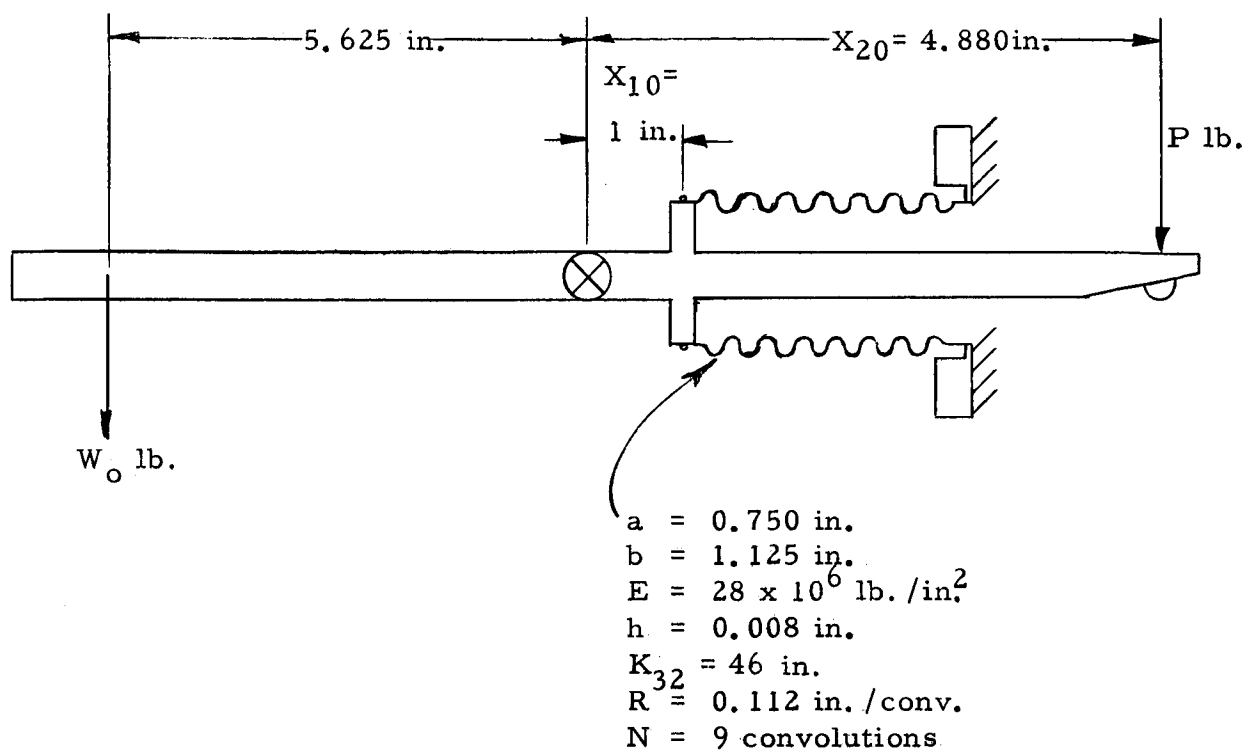 5.625 in.
X20= 4.880in.
X10=
1 in.
P lb.
Wo lb.
a = 0.750 in.
b = 1.125 in.
E = 28 x 10^6 lb./in.^2
h = 0.008 in.
K32 = 46 in.
R = 0.112 in./conv.
N = 9 convolutions